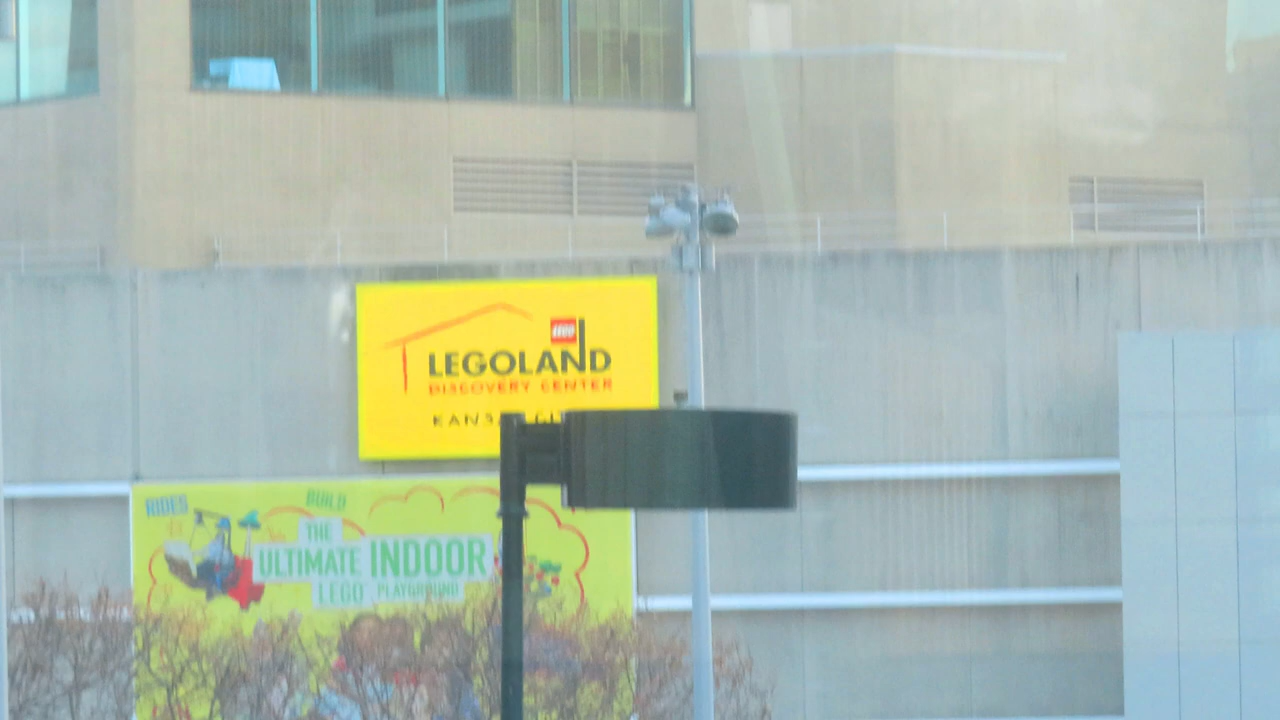 LEGO
LEGOLAND
DISCOVERY CENTER
RIDES
BUILD
THE
ULTIMATE INDOOR
LEGO PLAYGROUND